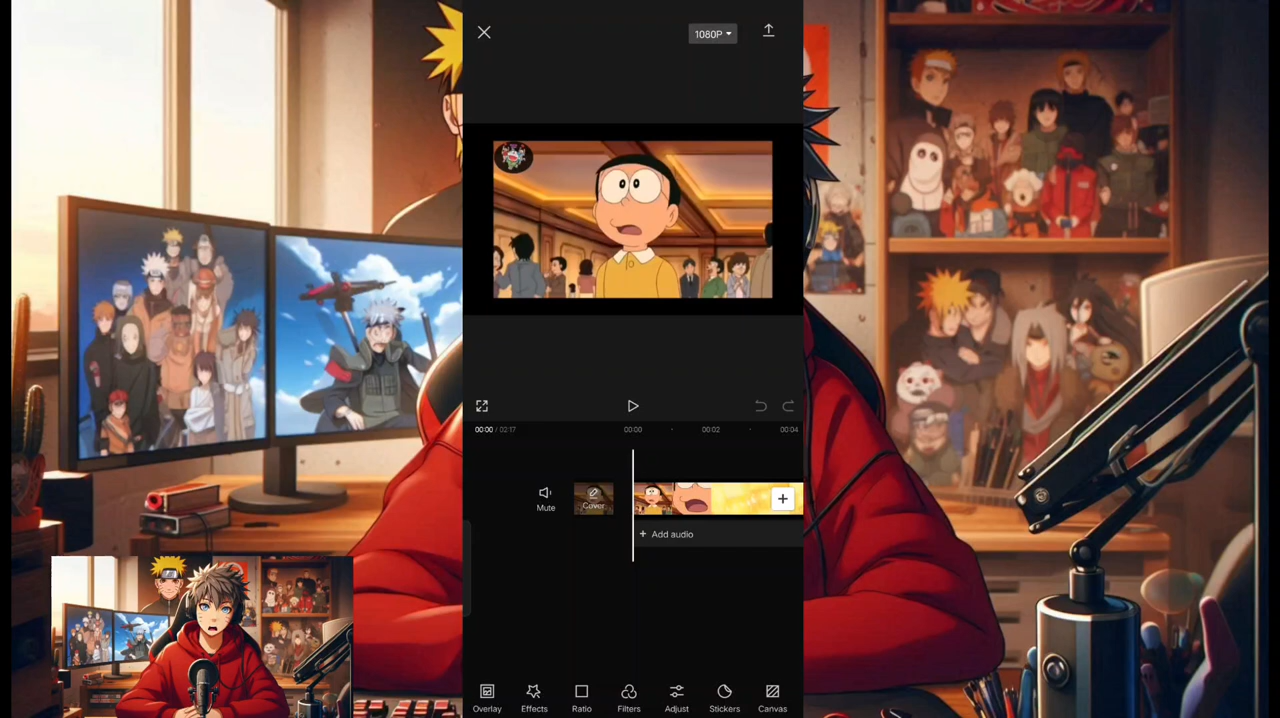 1080P
00:00 / 02:17
00:00
00:02
00:04
Mute
Cover
+ Add audio
Overlay
Effects
Ratio
Filters
Adjust
Stickers
Canvas